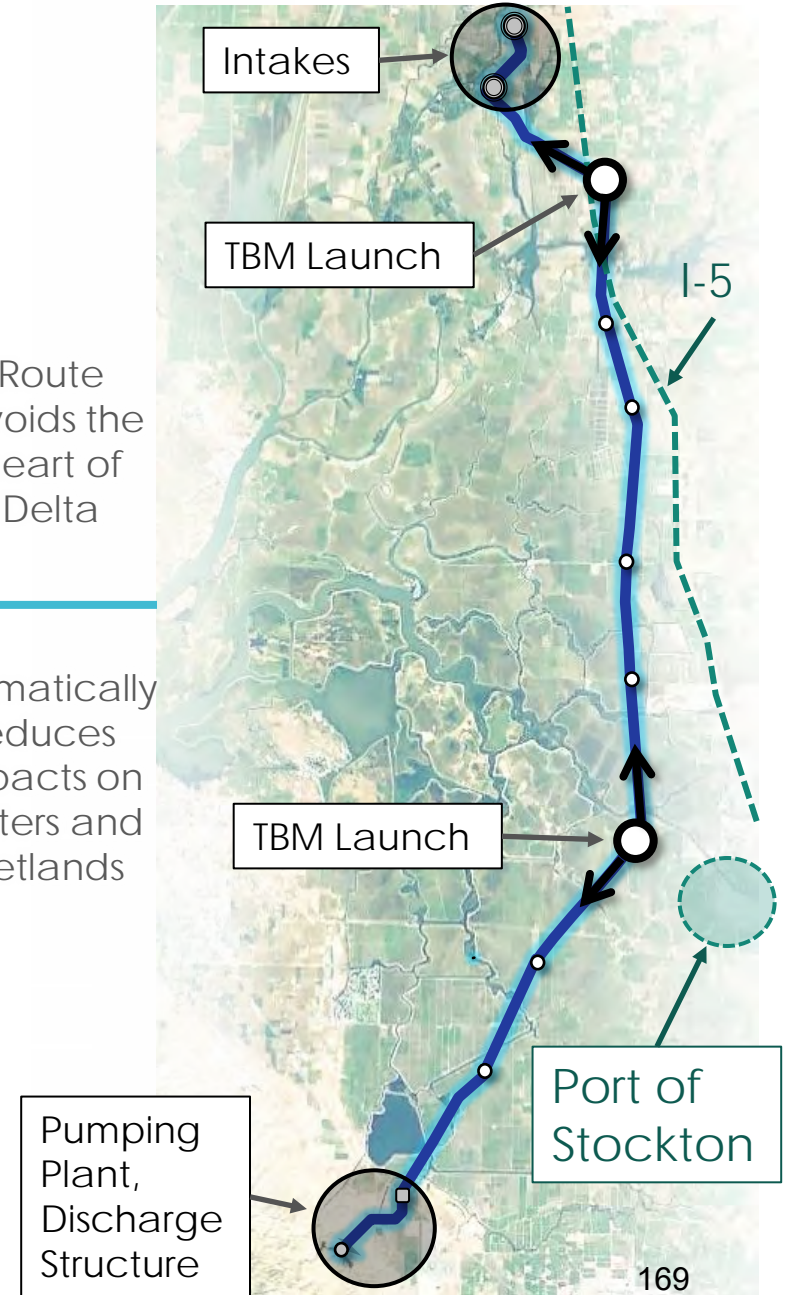 Intakes
TBM Launch
I-5
Route
voids the
eart of
Delta
matically
educes
pacts on
ters and
etlands
TBM Launch
Port of
Stockton
Pumping
Plant,
Discharge
Structure
169